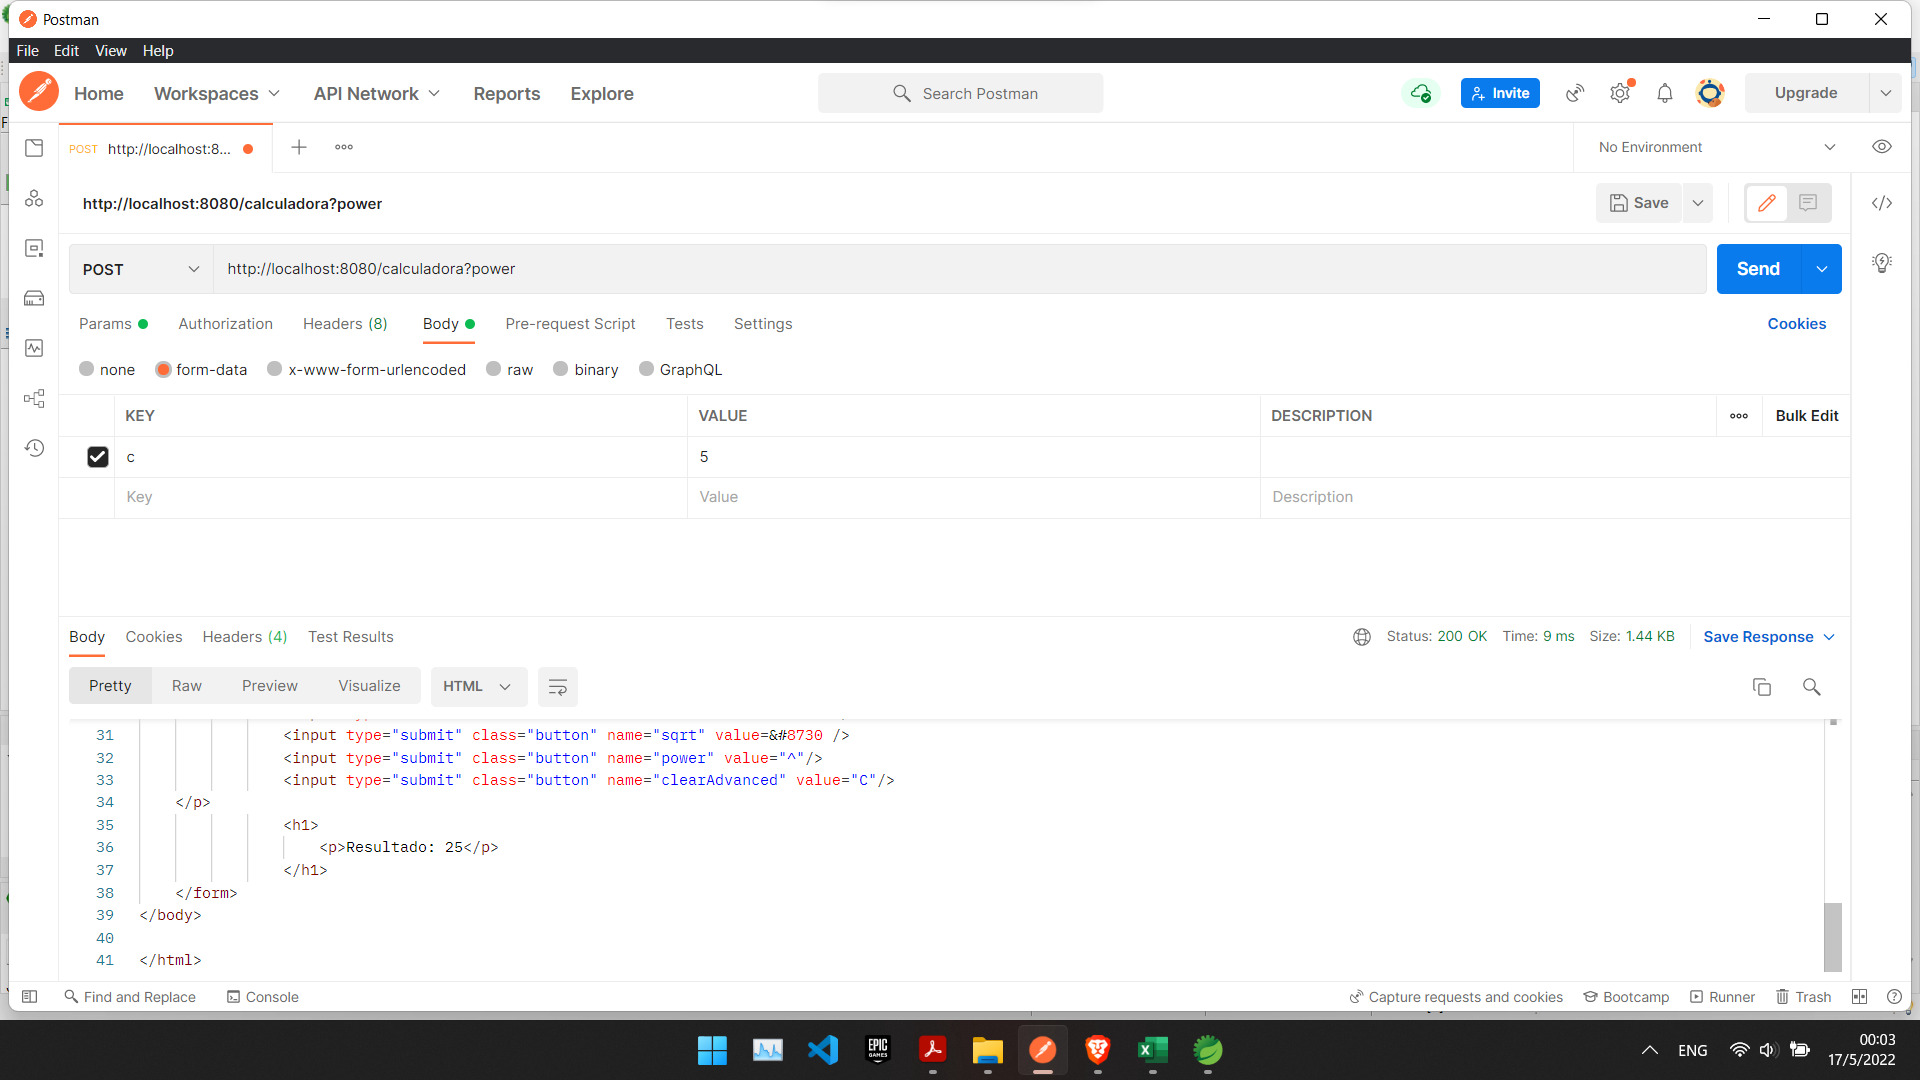 Postman
File Edit View Help
Home Workspaces API Network Reports Explore Search Postman Invite Upgrade
POST http://localhost:8... No Environment
http://localhost:8080/calculadora?power Save
POST http://localhost:8080/calculadora?power Send
Params Authorization Headers (8) Body Pre-request Script Tests Settings Cookies
none form-data x-www-form-urlencoded raw binary GraphQL
KEY VALUE DESCRIPTION Bulk Edit
c 5
Key Value Description
Body Cookies Headers (4) Test Results Status: 200 OK Time: 9 ms Size: 1.44 KB Save Response
Pretty Raw Preview Visualize HTML
31 <input type="submit" class="button" name="sqrt" value=&#8730 />
32 <input type="submit" class="button" name="power" value="^"/>
33 <input type="submit" class="button" name="clearAdvanced" value="C"/>
34 </p>
35 <h1>
36 <p>Resultado: 25</p>
37 </h1>
38 </form>
39 </body>
40
41 </html>
Find and Replace Console Capture requests and cookies Bootcamp Runner Trash
EPIC GAMES
ENG 00:03
17/5/2022